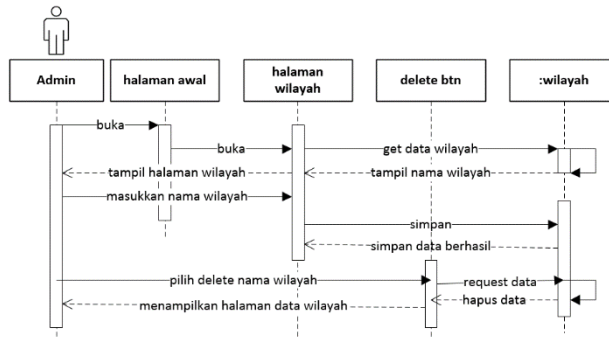 Admin
halaman awal
halaman
wilayah
delete btn
:wilayah
buka
buka
get data wilayah
tampil halaman wilayah
tampil nama wilayah
masukkan nama wilayah
simpan
simpan data berhasil
pilih delete nama wilayah
request data
hapus data
menampilkan halaman data wilayah